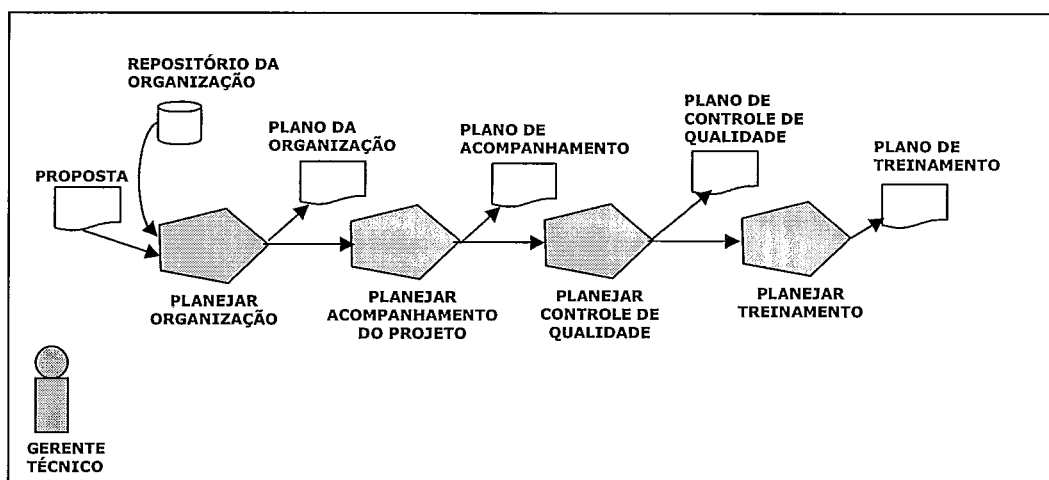 REPOSITÓRIO DA
ORGANIZAÇÃO
PROPOSTA
PLANO DA
ORGANIZAÇÃO
PLANO DE
ACOMPANHAMENTO
PLANO DE
CONTROLE DE
QUALIDADE
PLANO DE
TREINAMENTO
PLANEJAR
ORGANIZAÇÃO
PLANEJAR
ACOMPANHAMENTO
DO PROJETO
PLANEJAR
CONTROLE DE
QUALIDADE
PLANEJAR
TREINAMENTO
GERENTE
TÉCNICO